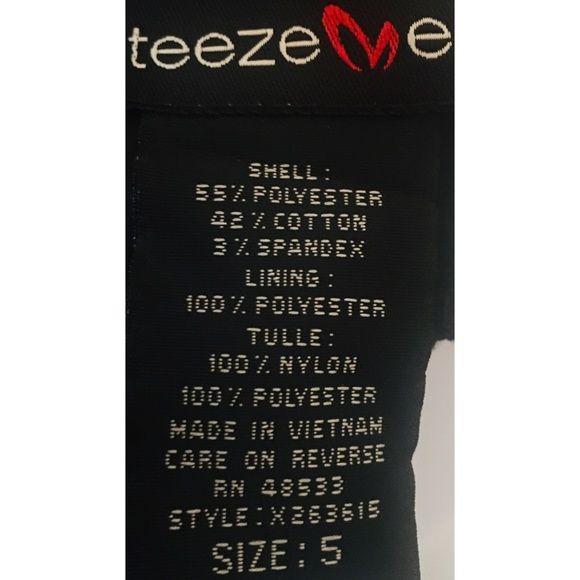 teezeMe
SHELL:
55% POLYESTER
42% COTTON
3% SPANDEX
LINING:
100% POLYESTER
TULLE:
100% NYLON
100% POLYESTER
MADE IN VIETNAM
CARE ON REVERSE
RN 48533
STYLE:X263615
SIZE: 5